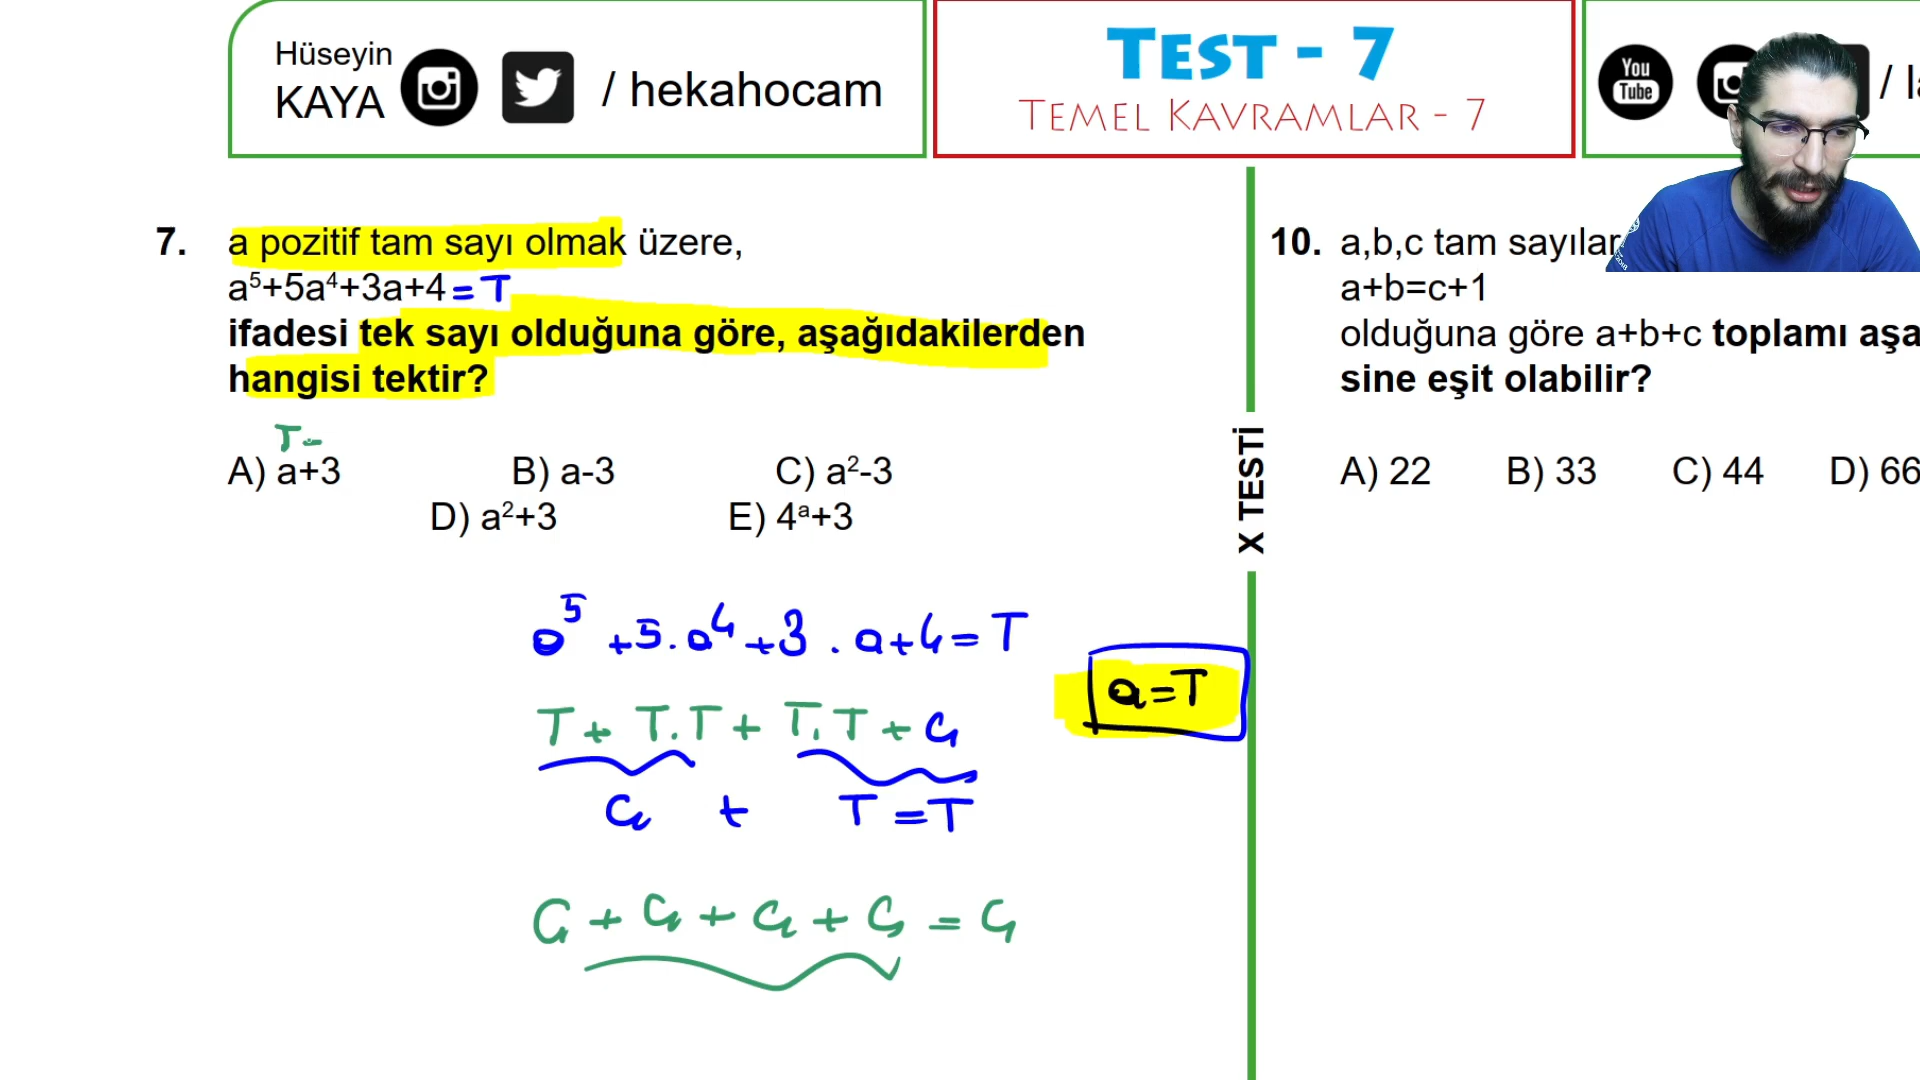 Hüseyin
KAYA
/ hekahocam
TEST - 7
TEMEL KAVRAMLAR - 7
You
Tube
/ la
7. a pozitif tam sayı olmak üzere,
a⁵+5a⁴+3a+4 = T
ifadesi tek sayı olduğuna göre, aşağıdakilerden
hangisi tektir?
T -
A) a+3 B) a-3 C) a²-3
D) a²+3 E) 4ᵃ+3
a⁵ + 5 . a⁴ + 3 . a + 4 = T
a = T
T + T . T + T . T + Ç
Ç + T = T
Ç + Ç + Ç + Ç = Ç
X TESTİ
10. a,b,c tam sayılar
a+b=c+1
olduğuna göre a+b+c toplamı aşa
sine eşit olabilir?
A) 22 B) 33 C) 44 D) 66